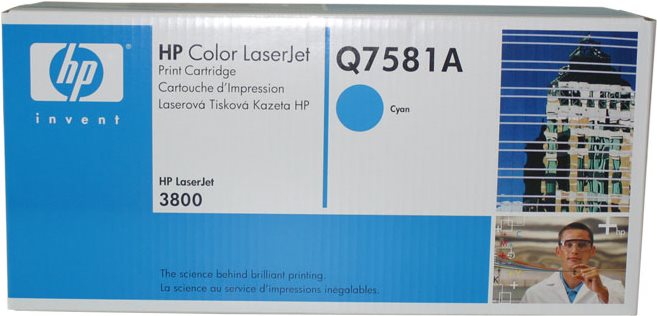 hp
invent
HP Color LaserJet
Print Cartridge
Cartouche d'Impression
Laserová Tisková Kazeta HP
HP LaserJet
3800
Q7581A
Cyan
The science behind brilliant printing.
La science au service d'impressions inégalables.
+hp
C
K